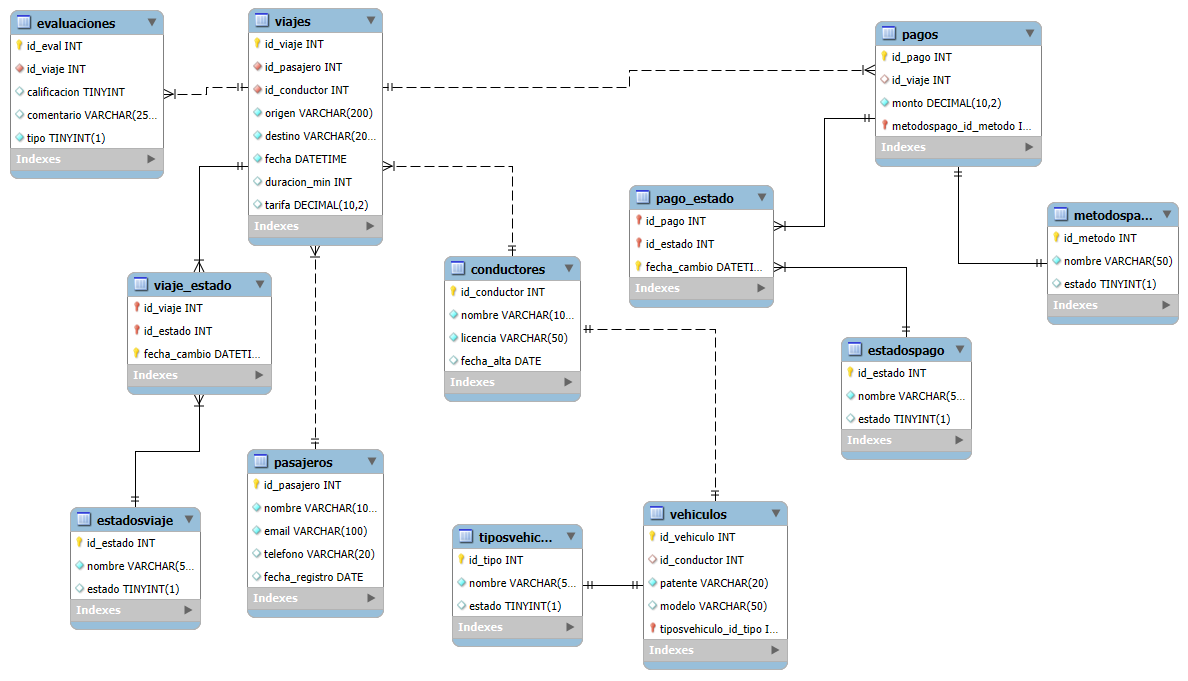 evaluaciones
id_eval INT
id_viaje INT
calificacion TINYINT
comentario VARCHAR(25...
tipo TINYINT(1)
Indexes
viajes
id_viaje INT
id_pasajero INT
id_conductor INT
origen VARCHAR(200)
destino VARCHAR(20...
fecha DATETIME
duracion_min INT
tarifa DECIMAL(10,2)
Indexes
pagos
id_pago INT
id_viaje INT
monto DECIMAL(10,2)
metodospago_id_metodo I...
Indexes
pago_estado
id_pago INT
id_estado INT
fecha_cambio DATETI...
Indexes
metodospa...
id_metodo INT
nombre VARCHAR(50)
estado TINYINT(1)
Indexes
viaje_estado
id_viaje INT
id_estado INT
fecha_cambio DATETI...
Indexes
conductores
id_conductor INT
nombre VARCHAR(10...
licencia VARCHAR(50)
fecha_alta DATE
Indexes
estadospago
id_estado INT
nombre VARCHAR(5...
estado TINYINT(1)
Indexes
pasajeros
id_pasajero INT
nombre VARCHAR(10...
email VARCHAR(100)
telefono VARCHAR(20)
fecha_registro DATE
Indexes
estadosviaje
id_estado INT
nombre VARCHAR(5...
estado TINYINT(1)
Indexes
tiposvehic...
id_tipo INT
nombre VARCHAR(5...
estado TINYINT(1)
Indexes
vehiculos
id_vehiculo INT
id_conductor INT
patente VARCHAR(20)
modelo VARCHAR(50)
tiposvehiculo_id_tipo I...
Indexes